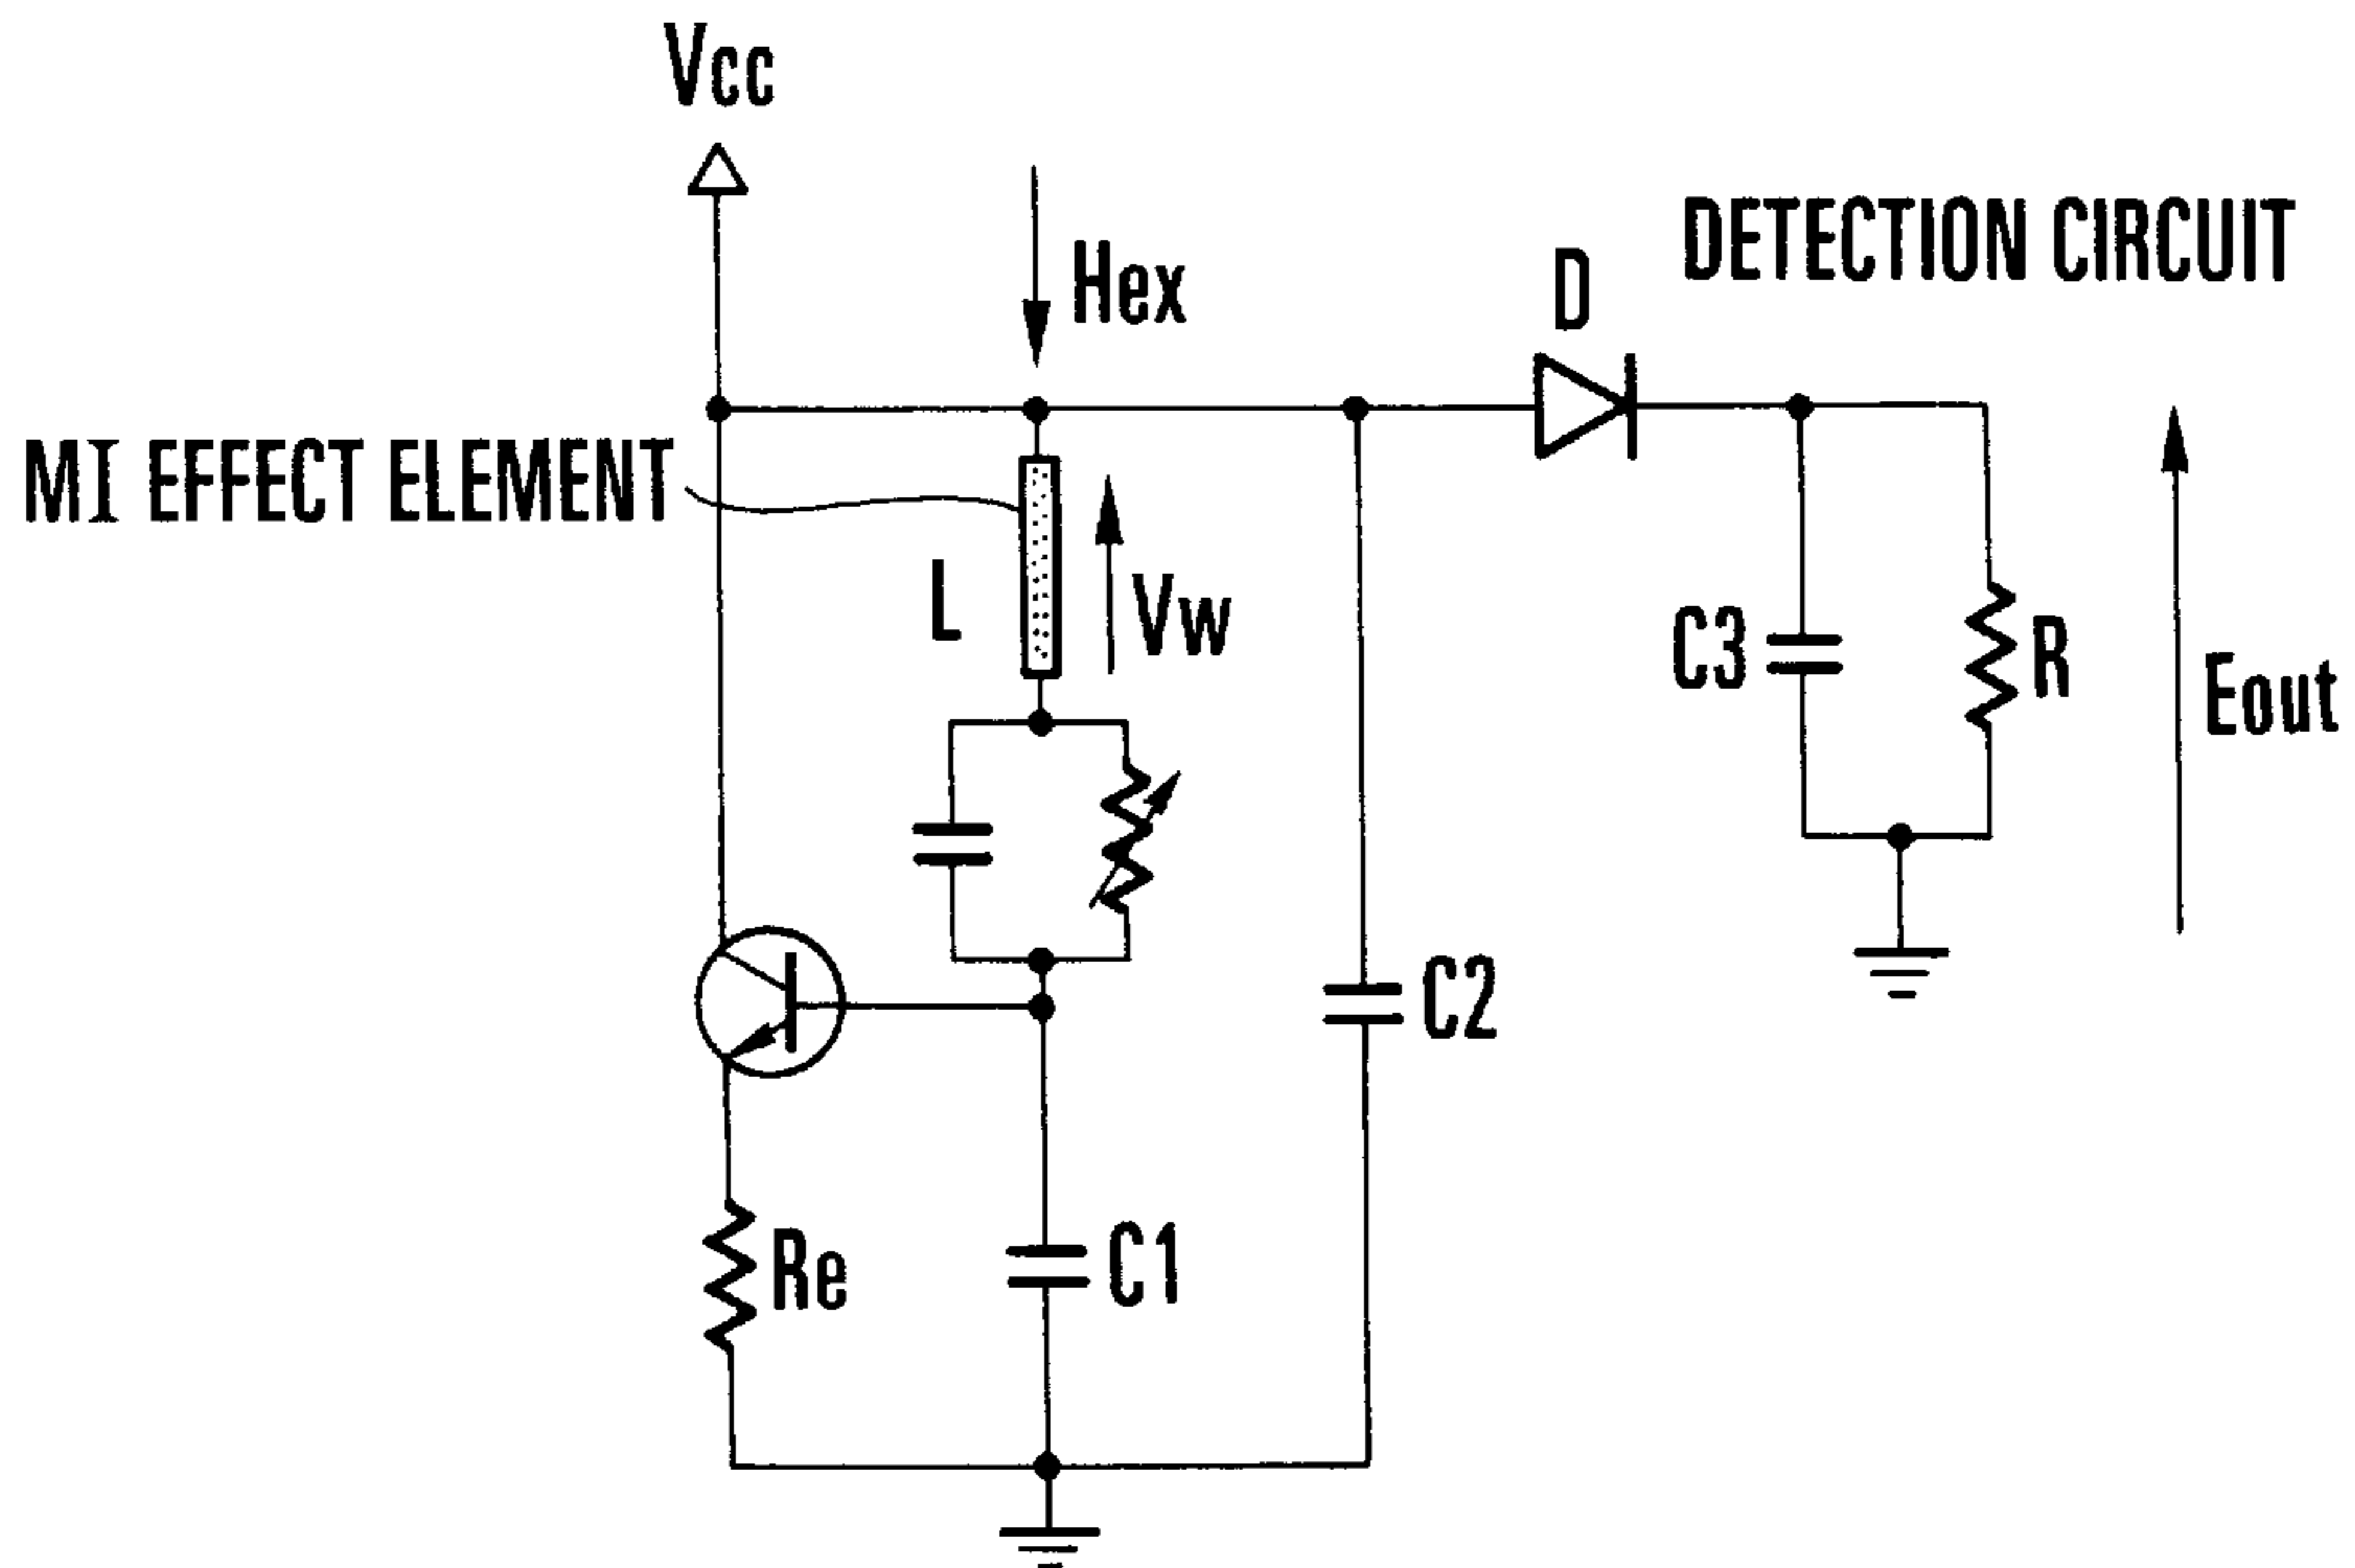 Vcc
Hex
D
DETECTION CIRCUIT
MI EFFECT ELEMENT
L
Vw
C3
R
Eout
C2
Re
C1